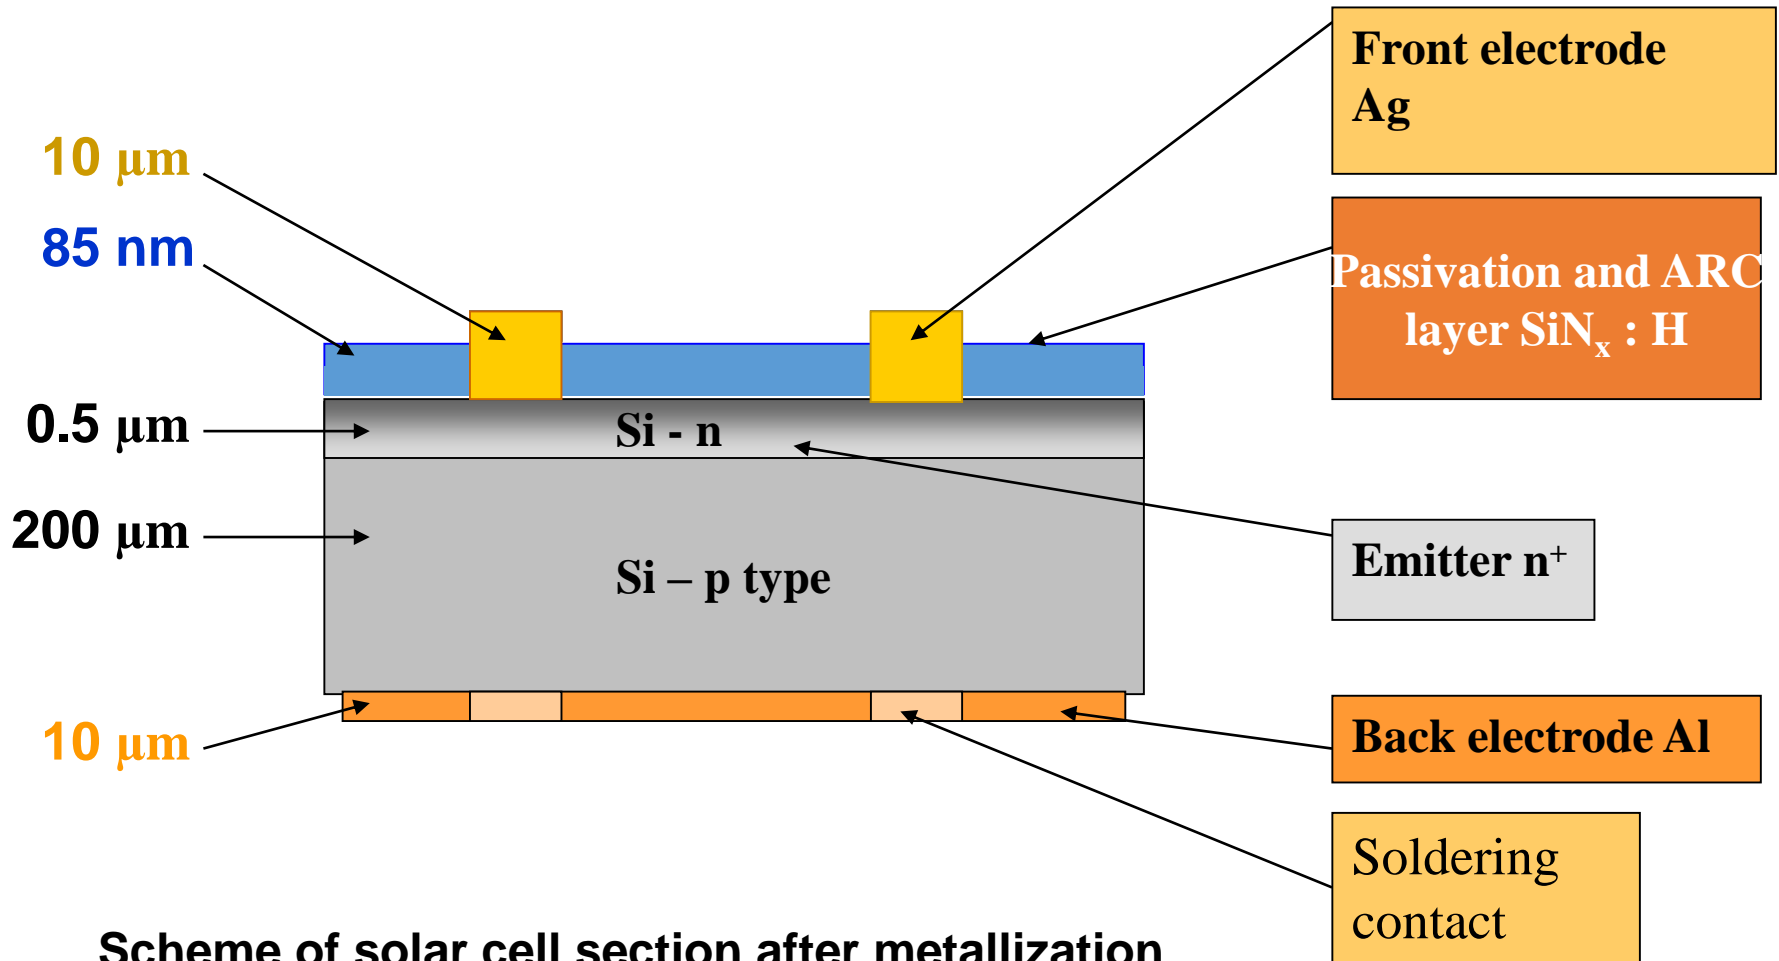 Front electrode
Ag
10 μm
85 nm
Passivation and ARC
layer SiNₓ : H
0.5 μm
Si - n
200 μm
Si – p type
Emitter n⁺
10 μm
Back electrode Al
Soldering
contact
Scheme of solar cell section after metallization